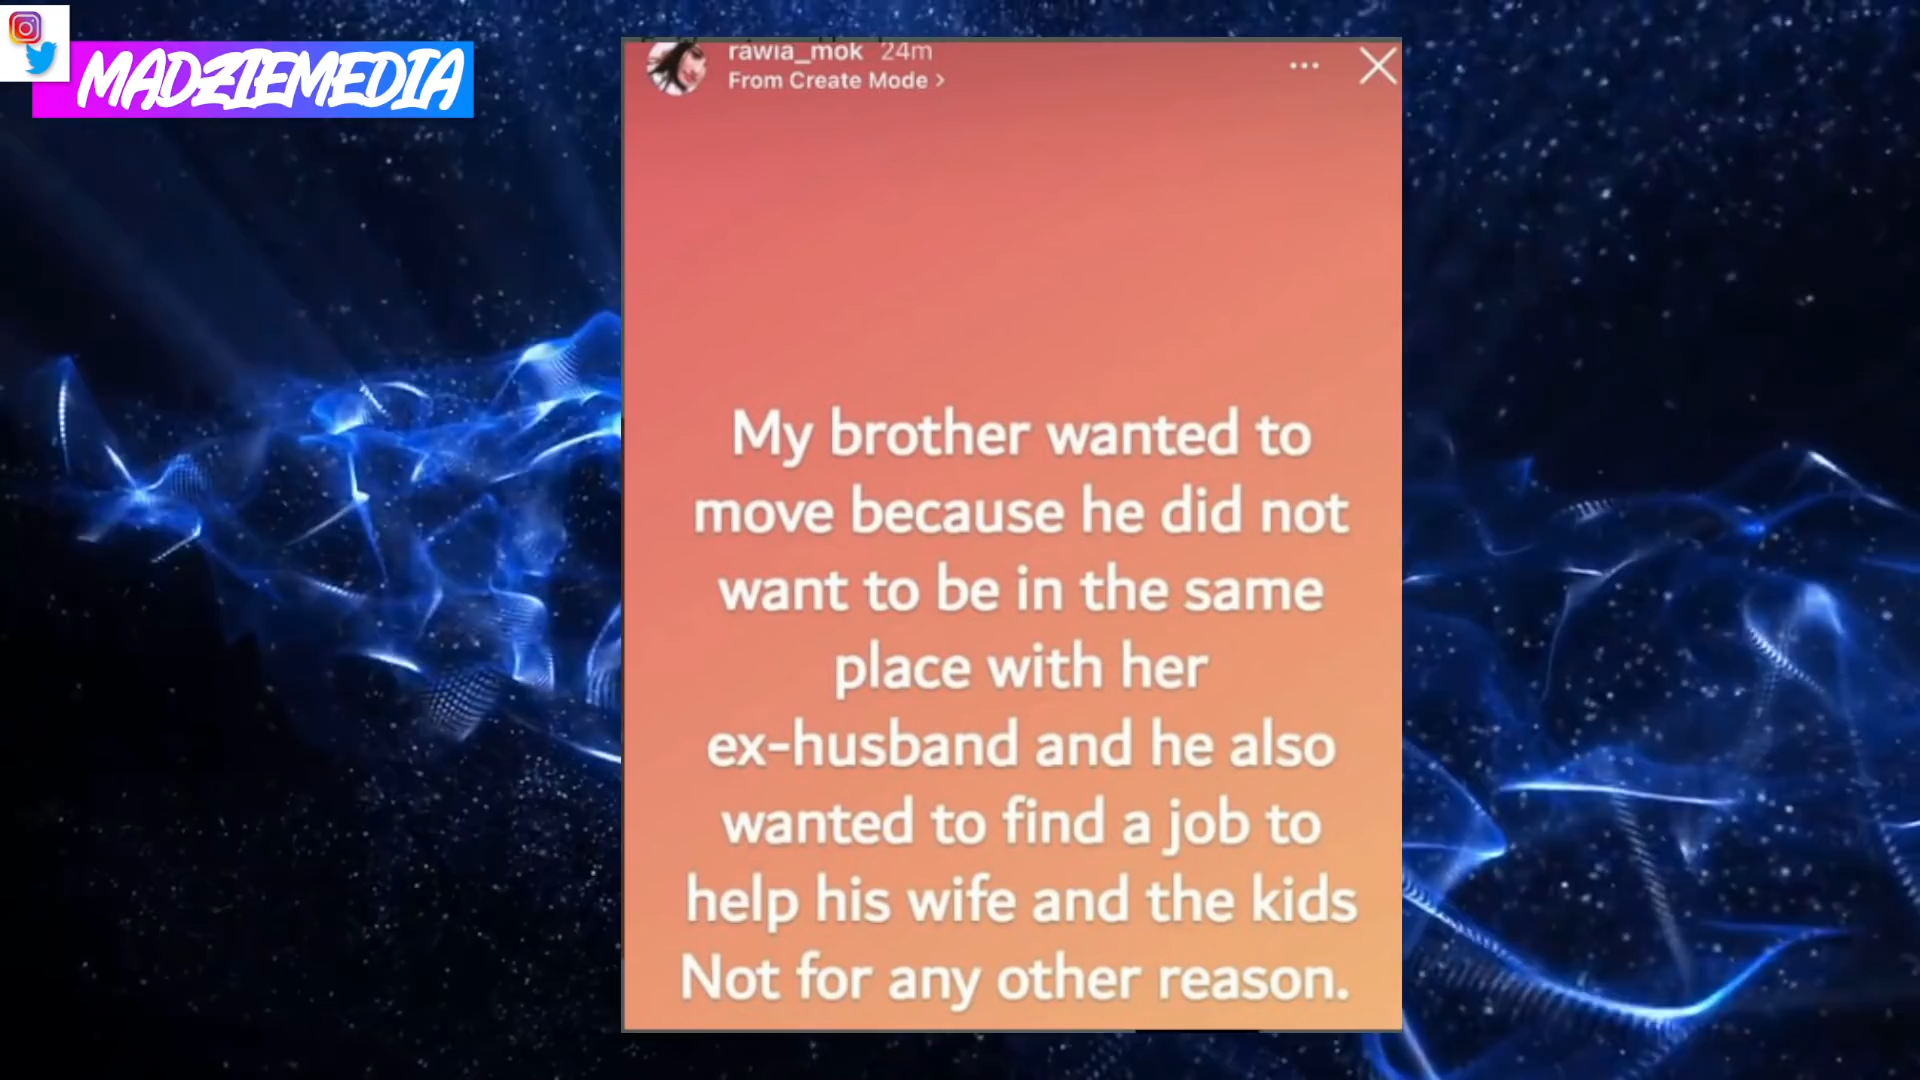 MADZIEMEDIA
rawia_mok 24m
From Create Mode >
My brother wanted to
move because he did not
want to be in the same
place with her
ex-husband and he also
wanted to find a job to
help his wife and the kids
Not for any other reason.